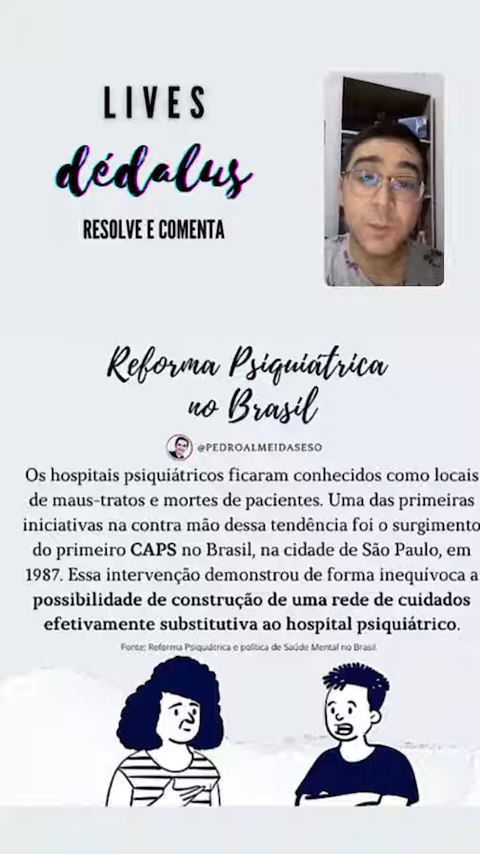 LIVES
dédalus
RESOLVE E COMENTA
Reforma Psiquiátrica
no Brasil
@PEDROALMEIDASESO
Os hospitais psiquiátricos ficaram conhecidos como locais
de maus-tratos e mortes de pacientes. Uma das primeiras
iniciativas na contra mão dessa tendência foi o surgimento
do primeiro CAPS no Brasil, na cidade de São Paulo, em
1987. Essa intervenção demonstrou de forma inequívoca a
possibilidade de construção de uma rede de cuidados
efetivamente substitutiva ao hospital psiquiátrico.
Fonte: Reforma Psiquiátrica e política de Saúde Mental no Brasil.